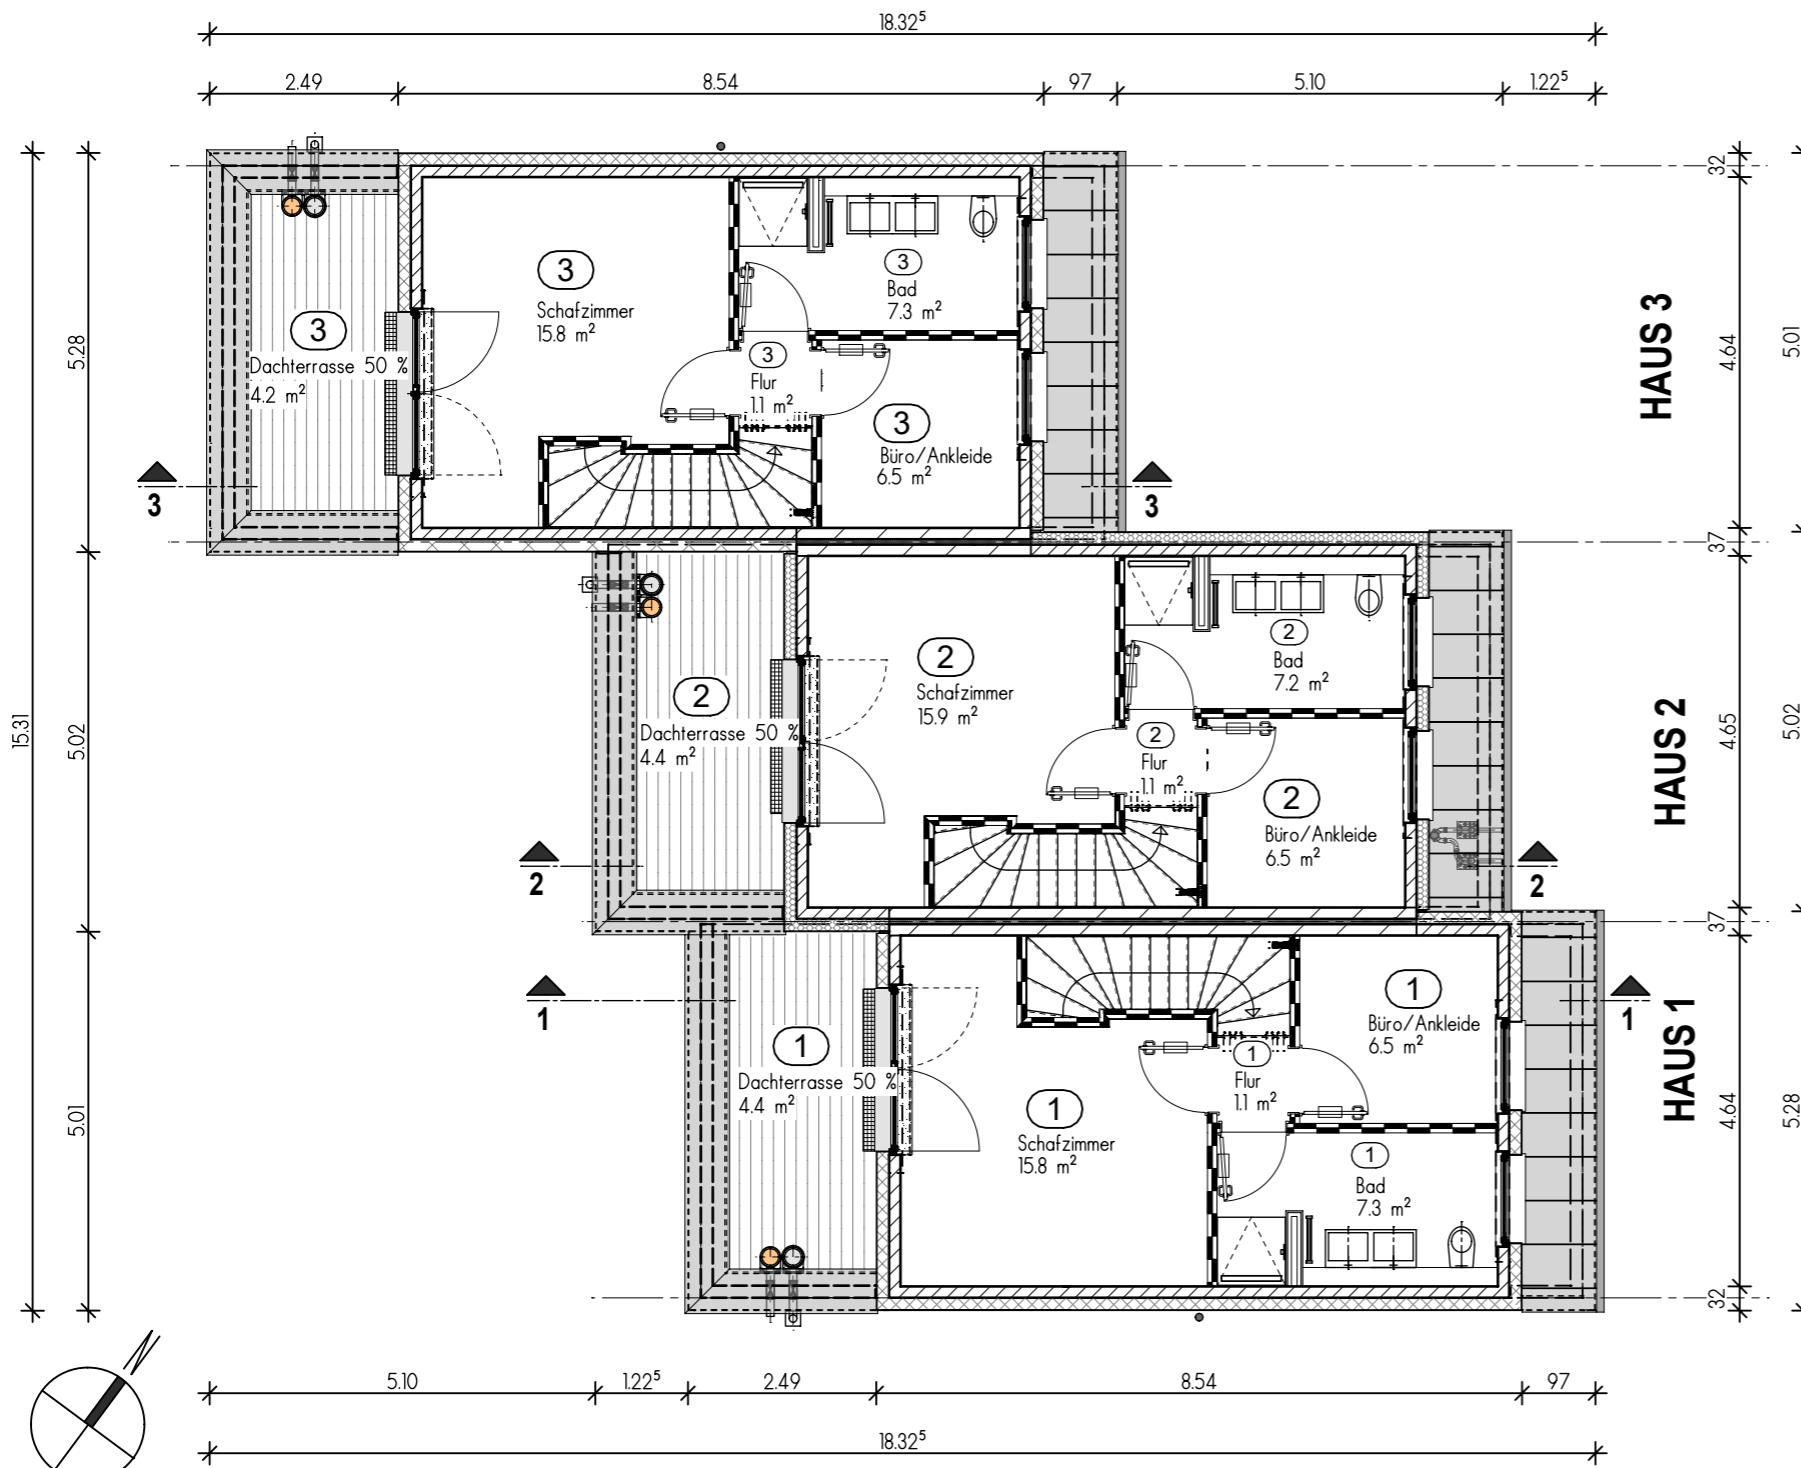 18.32⁵
2.49 8.54 97 5.10 1.22⁵
3
Schafzimmer
15.8 m²
3
Bad
7.3 m²
3
Dachterrasse 50 %
4.2 m²
3
Flur
1.1 m²
3
Büro/Ankleide
6.5 m²
3
3
HAUS 3
32
4.64
5.01
5.28
37
2
Schafzimmer
15.9 m²
2
Bad
7.2 m²
2
Dachterrasse 50 %
4.4 m²
2
Flur
1.1 m²
2
Büro/Ankleide
6.5 m²
2
2
HAUS 2
4.65
5.02
15.31
5.02
37
1
1
1
Büro/Ankleide
6.5 m²
1
Dachterrasse 50 %
4.4 m²
1
Flur
1.1 m²
1
Schafzimmer
15.8 m²
1
Bad
7.3 m²
HAUS 1
4.64
5.28
5.01
32
N
5.10 1.22⁵ 2.49 8.54 97
18.32⁵